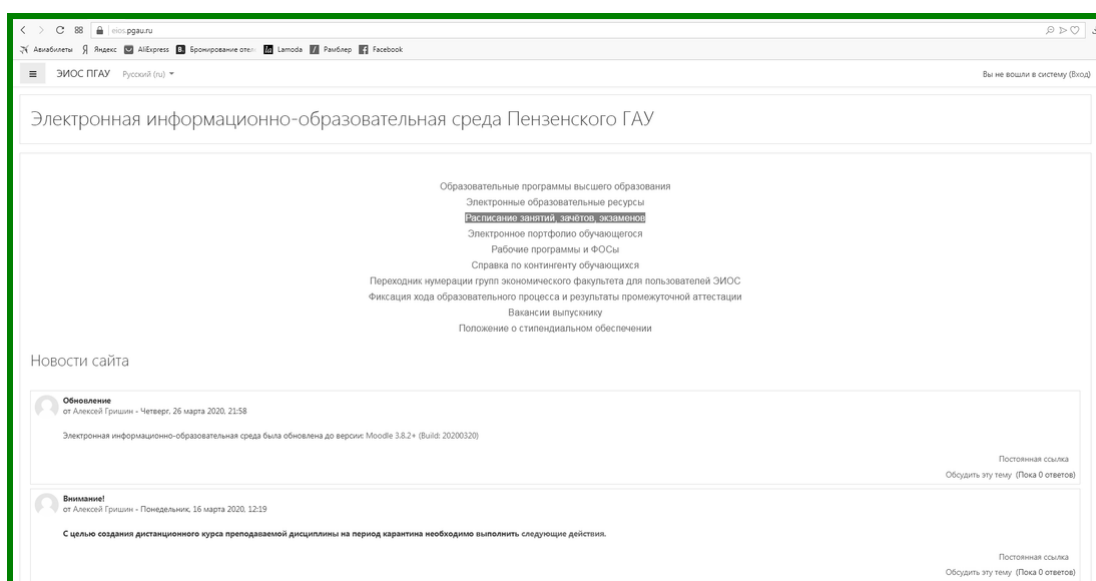 eios.pgau.ru
Авиабилеты Яндекс AliExpress Бронирование отел Lamoda Рамблер Facebook
ЭИОС ПГАУ Русский (ru)
Вы не вошли в систему (Вход)
Электронная информационно-образовательная среда Пензенского ГАУ
Образовательные программы высшего образования
Электронные образовательные ресурсы
Расписание занятий, зачётов, экзаменов
Электронное портфолио обучающегося
Рабочие программы и ФОСы
Справка по контингенту обучающихся
Переходник нумерации групп экономического факультета для пользователей ЭИОС
Фиксация хода образовательного процесса и результаты промежуточной аттестации
Вакансии выпускнику
Положение о стипендиальном обеспечении
Новости сайта
Обновление
от Алексей Гришин - Четверг, 26 марта 2020, 21:58
Электронная информационно-образовательная среда была обновлена до версии: Moodle 3.8.2+ (Build: 20200320)
Постоянная ссылка
Обсудить эту тему (Пока 0 ответов)
Внимание!
от Алексей Гришин - Понедельник, 16 марта 2020, 12:19
С целью создания дистанционного курса преподаваемой дисциплины на период карантина необходимо выполнить следующие действия.
Постоянная ссылка
Обсудить эту тему (Пока 0 ответов)